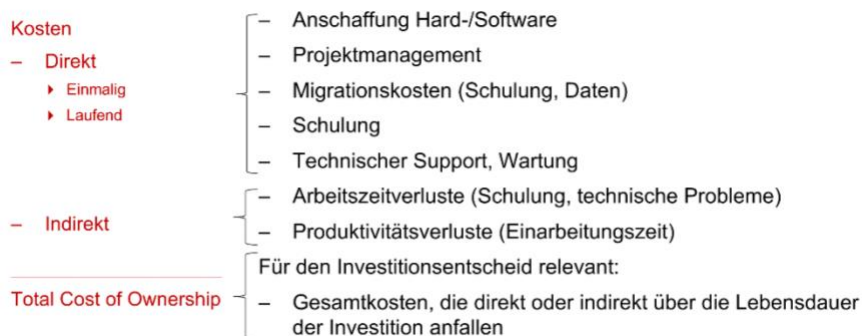 Kosten
– Direkt
▸ Einmalig
▸ Laufend
– Anschaffung Hard-/Software
– Projektmanagement
– Migrationskosten (Schulung, Daten)
– Schulung
– Technischer Support, Wartung
– Indirekt
– Arbeitszeitverluste (Schulung, technische Probleme)
– Produktivitätsverluste (Einarbeitungszeit)
Total Cost of Ownership
Für den Investitionsentscheid relevant:
– Gesamtkosten, die direkt oder indirekt über die Lebensdauer
der Investition anfallen